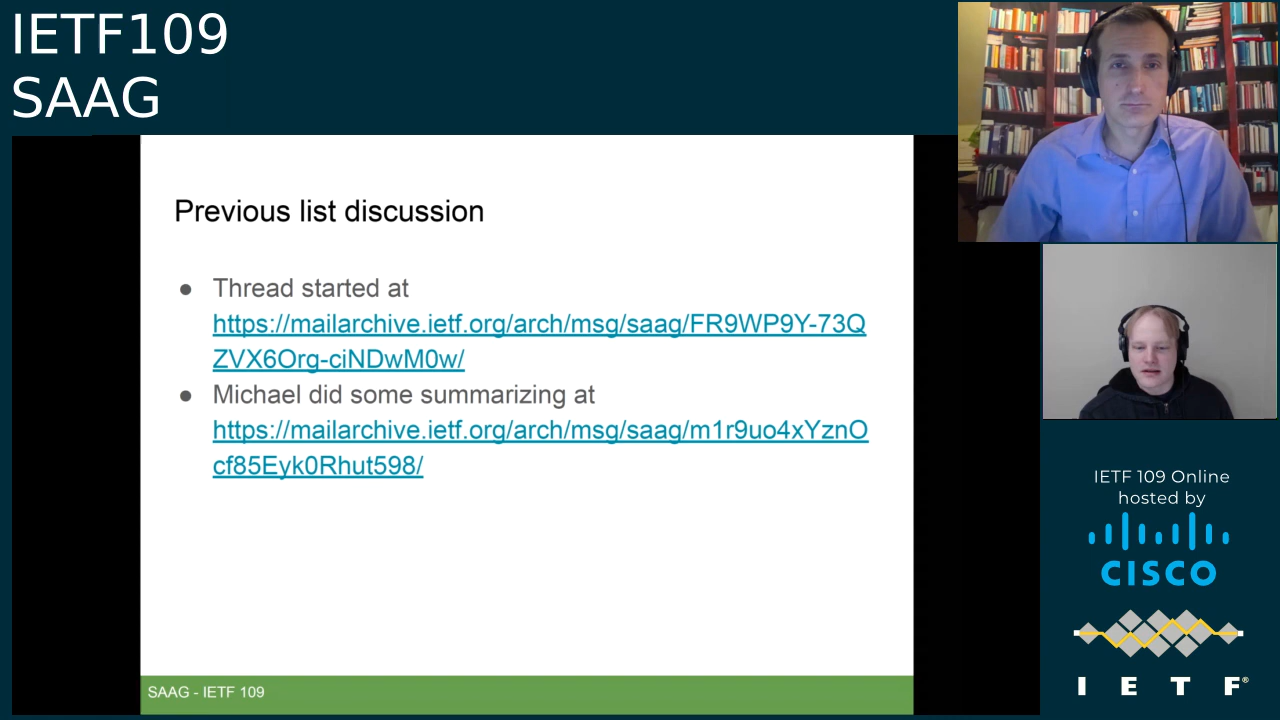 IETF109
SAAG
Previous list discussion
● Thread started at
https://mailarchive.ietf.org/arch/msg/saag/FR9WP9Y-73Q
ZVX6Org-ciNDwM0w/
● Michael did some summarizing at
https://mailarchive.ietf.org/arch/msg/saag/m1r9uo4xYznO
cf85Eyk0Rhut598/
SAAG - IETF 109
IETF 109 Online
hosted by
CISCO
I E T F®